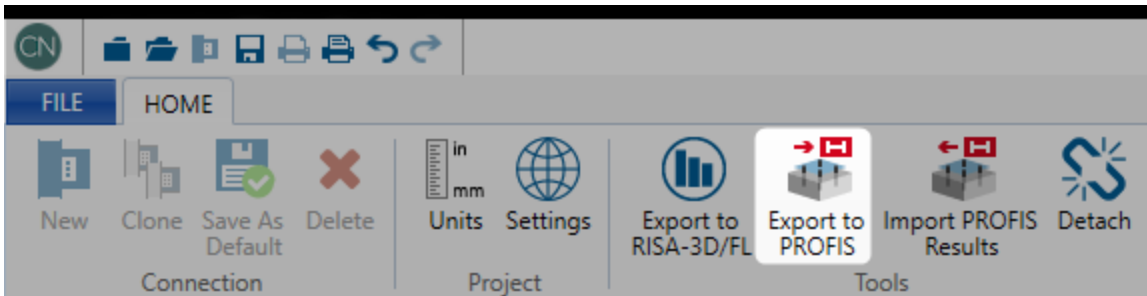 CN
FILE
HOME
in
mm
New
Clone
Save As
Default
Delete
Units
Settings
Export to
RISA-3D/FL
Export to
PROFIS
Import PROFIS
Results
Detach
Connection
Project
Tools